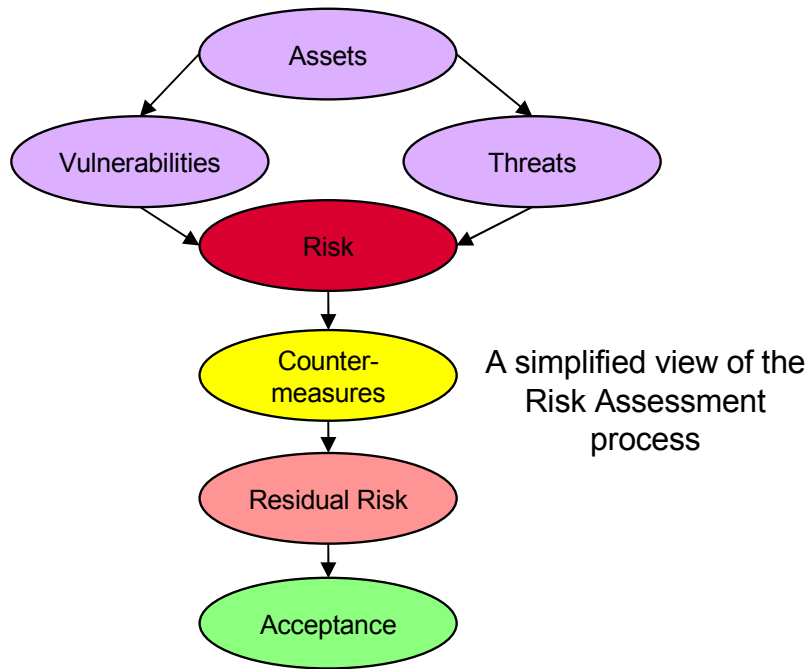 Assets
Vulnerabilities
Threats
Risk
Counter-
measures
A simplified view of the
Risk Assessment
process
Residual Risk
Acceptance